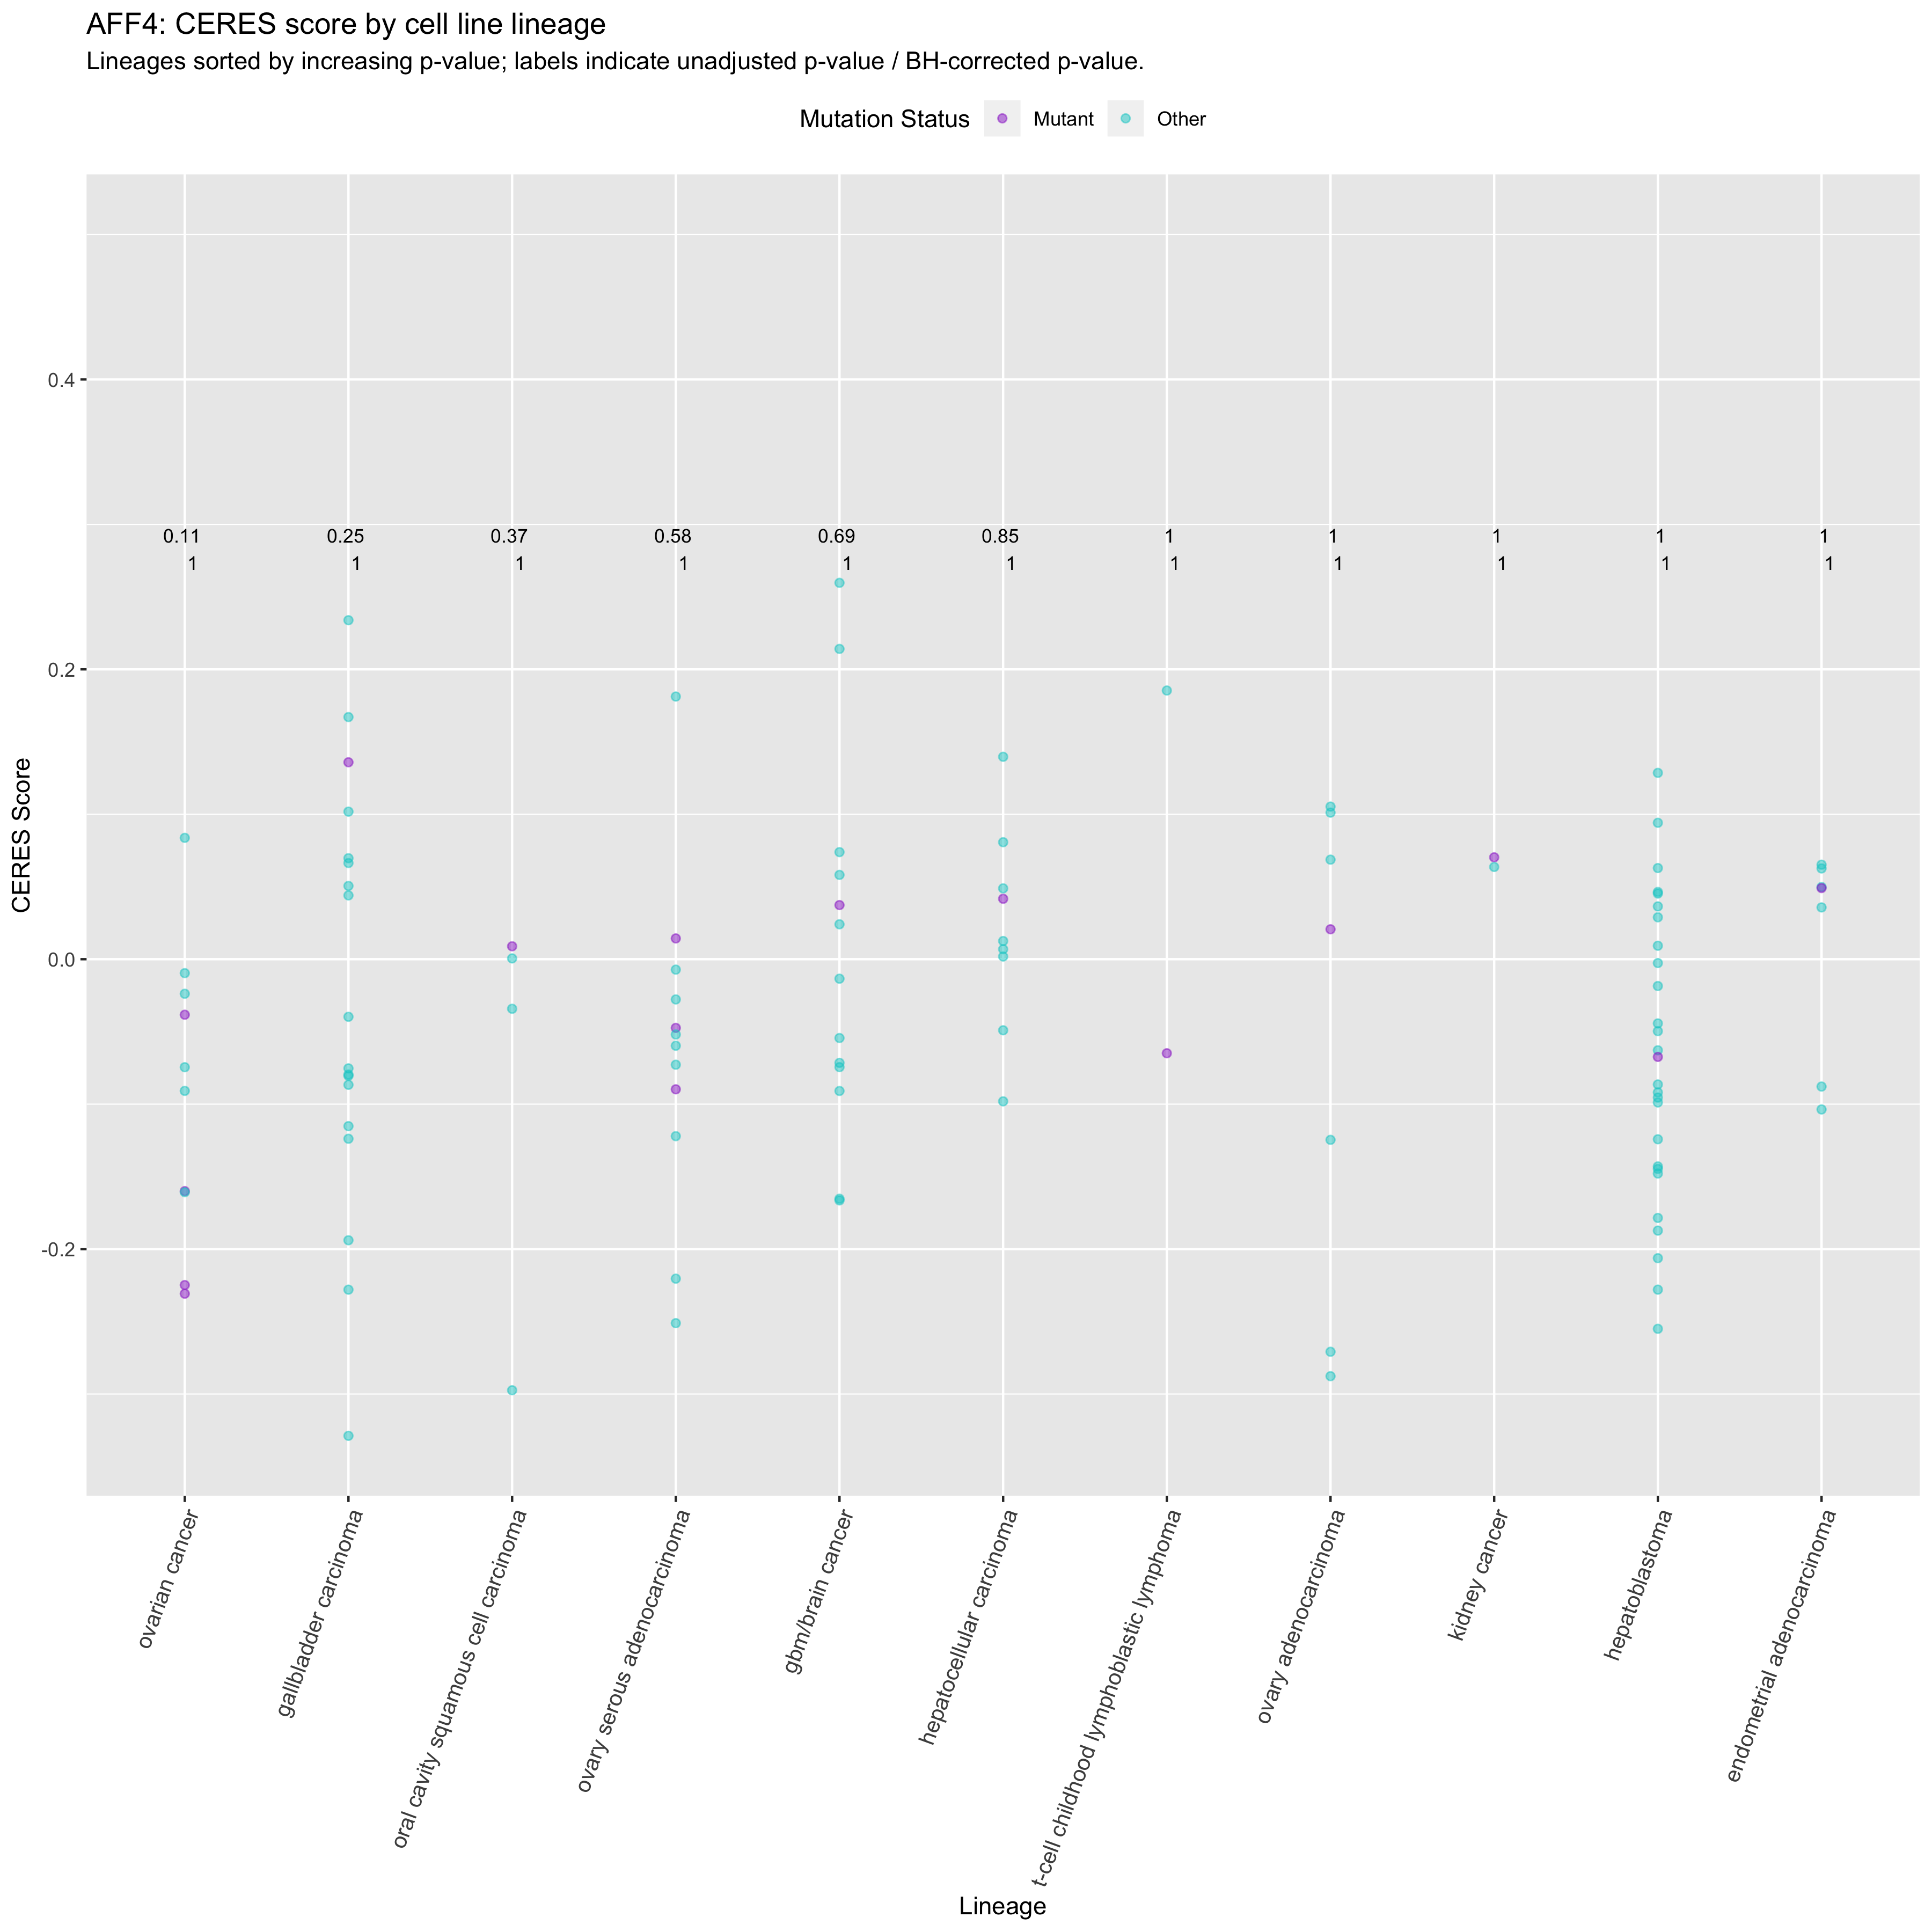 AFF4: CERES score by cell line lineage
Lineages sorted by increasing p-value; labels indicate unadjusted p-value / BH-corrected p-value.
Mutation Status Mutant Other
CERES Score
0.4
0.2
0.0
-0.2
0.11 0.25 0.37 0.58 0.69 0.85 1 1 1 1 1
1 1 1 1 1 1 1 1 1 1 1
ovarian cancer
gallbladder carcinoma
oral cavity squamous cell carcinoma
ovary serous adenocarcinoma
gbm/brain cancer
hepatocellular carcinoma
t-cell childhood lymphoblastic lymphoma
ovary adenocarcinoma
kidney cancer
hepatoblastoma
endometrial adenocarcinoma
Lineage